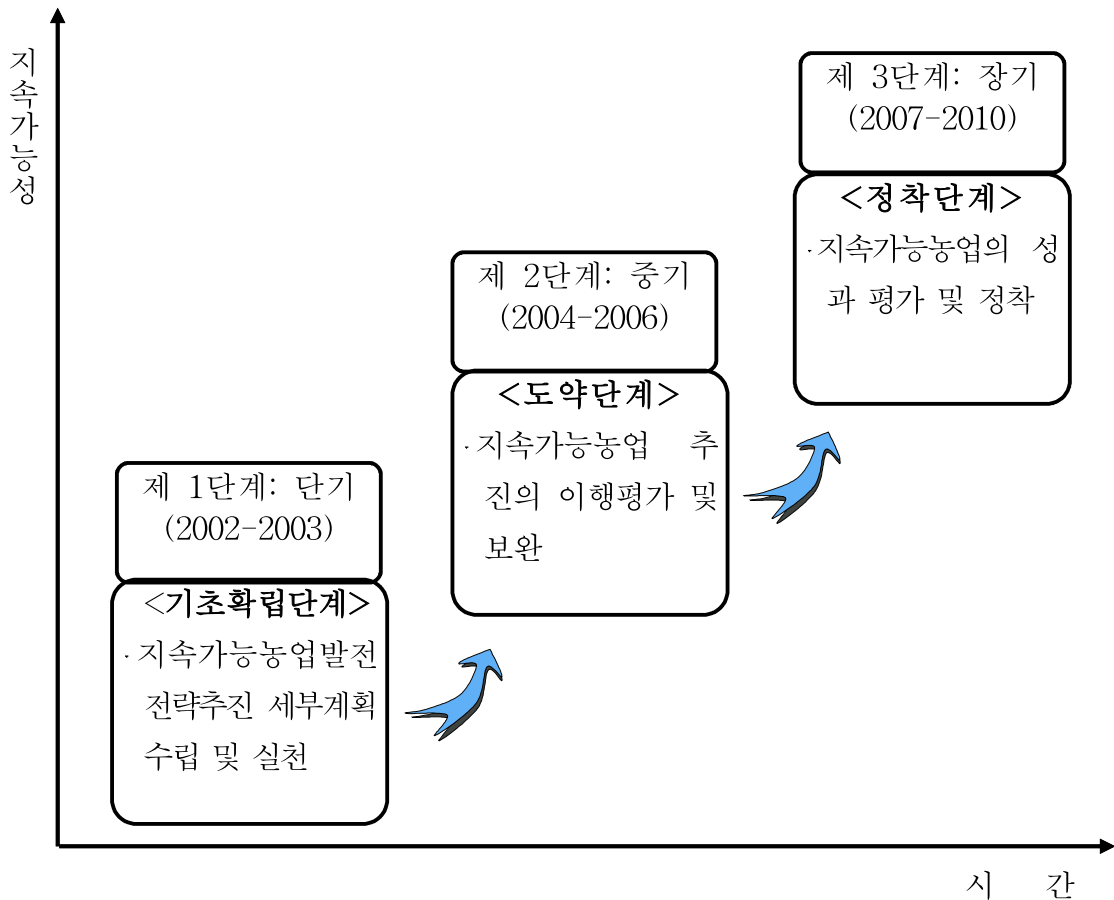 지속가능성
제 3단계: 장기
(2007-2010)
<정착단계>
·지속가능농업의 성
과 평가 및 정착
제 2단계: 중기
(2004-2006)
<도약단계>
·지속가능농업 추
진의 이행평가 및
보완
제 1단계: 단기
(2002-2003)
<기초확립단계>
·지속가능농업발전
전략추진 세부계획
수립 및 실천
시 간